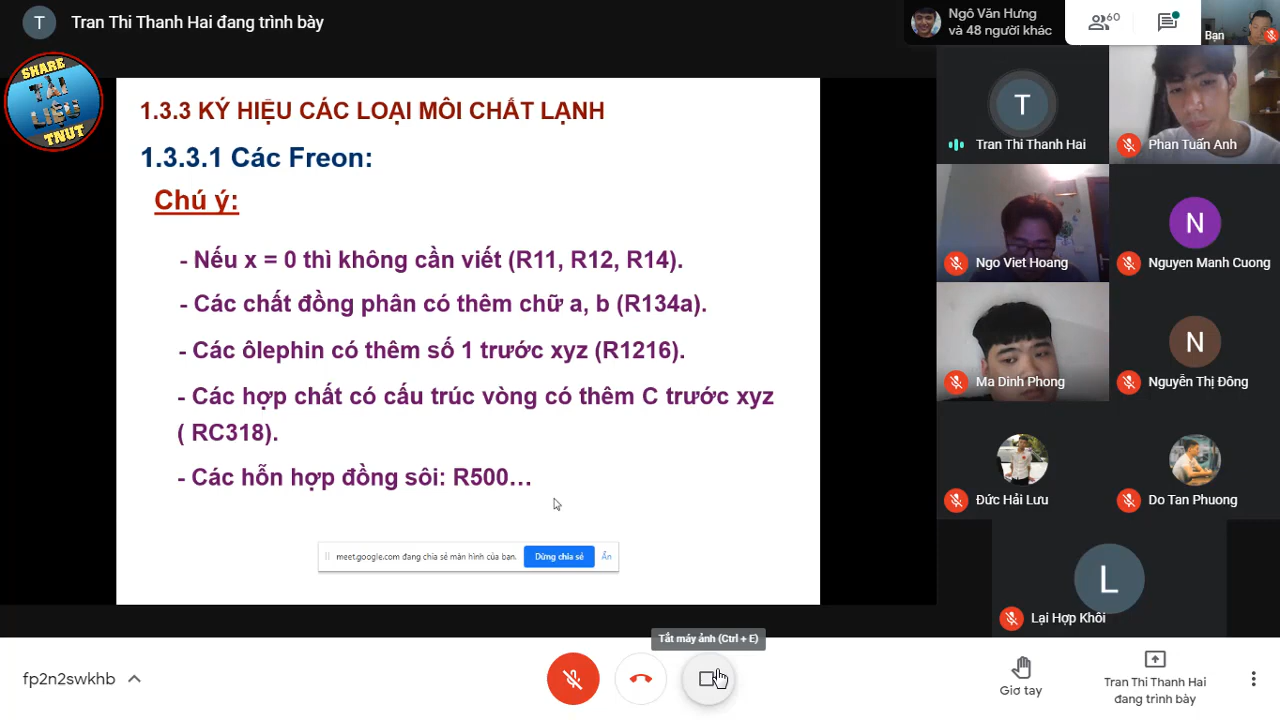 T
Tran Thi Thanh Hai đang trình bày
Ngô Văn Hưng
và 48 người khác
60
Bạn
SHARE
TÀI
LIỆU
TNUT
1.3.3 KÝ HIỆU CÁC LOẠI MÔI CHẤT LẠNH
1.3.3.1 Các Freon:
Chú ý:
- Nếu x = 0 thì không cần viết (R11, R12, R14).
- Các chất đồng phân có thêm chữ a, b (R134a).
- Các ôlephin có thêm số 1 trước xyz (R1216).
- Các hợp chất có cấu trúc vòng có thêm C trước xyz
( RC318).
- Các hỗn hợp đồng sôi: R500…
meet.google.com đang chia sẻ màn hình của bạn.
Dừng chia sẻ
Ẩn
T
Tran Thi Thanh Hai
Phan Tuấn Anh
Ngo Viet Hoang
N
Nguyen Manh Cuong
Ma Dinh Phong
N
Nguyễn Thị Đông
Đức Hải Lưu
Do Tan Phuong
L
Lại Hợp Khôi
Tắt máy ảnh (Ctrl + E)
fp2n2swkhb
Giơ tay
Tran Thi Thanh Hai
đang trình bày